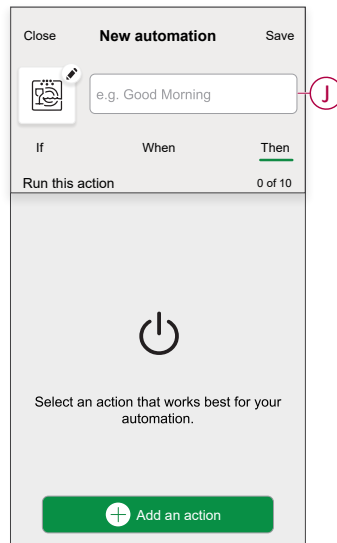 Close New automation Save
e.g. Good Morning
J
If When Then
Run this action 0 of 10
Select an action that works best for your
automation.
Add an action